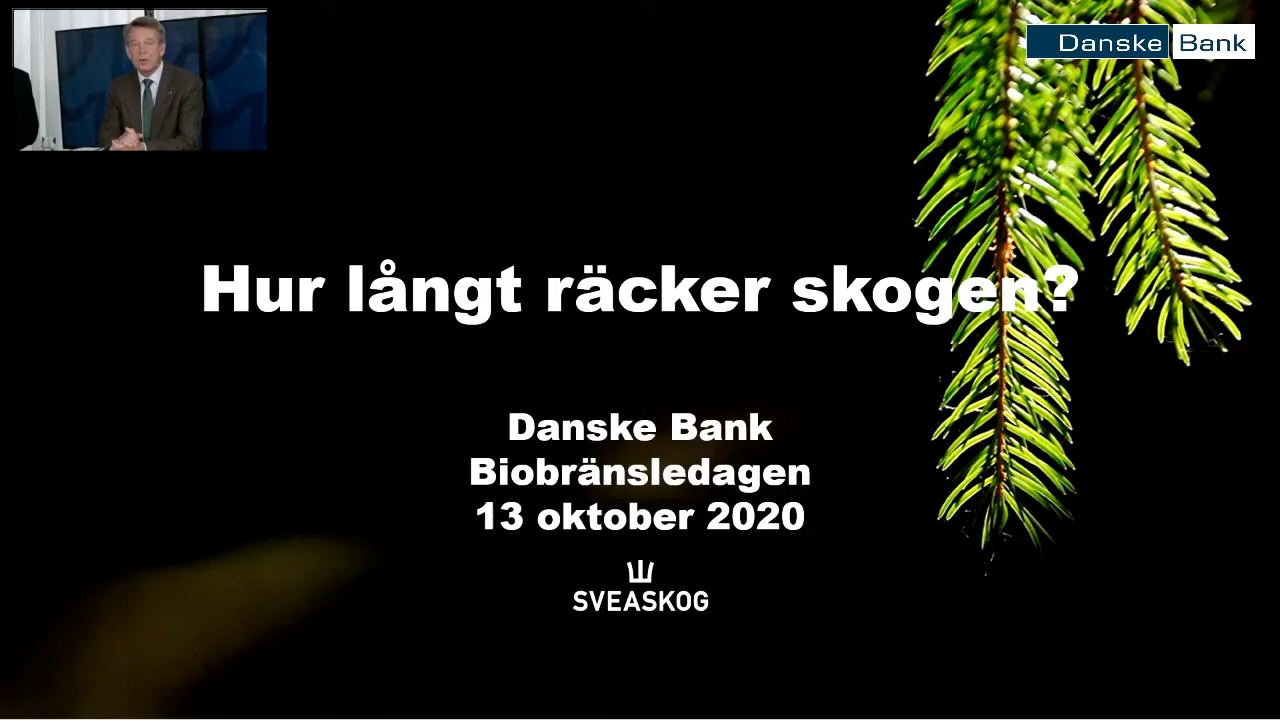 Danske Bank
Hur långt räcker skogen?
Danske Bank
Biobränsledagen
13 oktober 2020
SVEASKOG